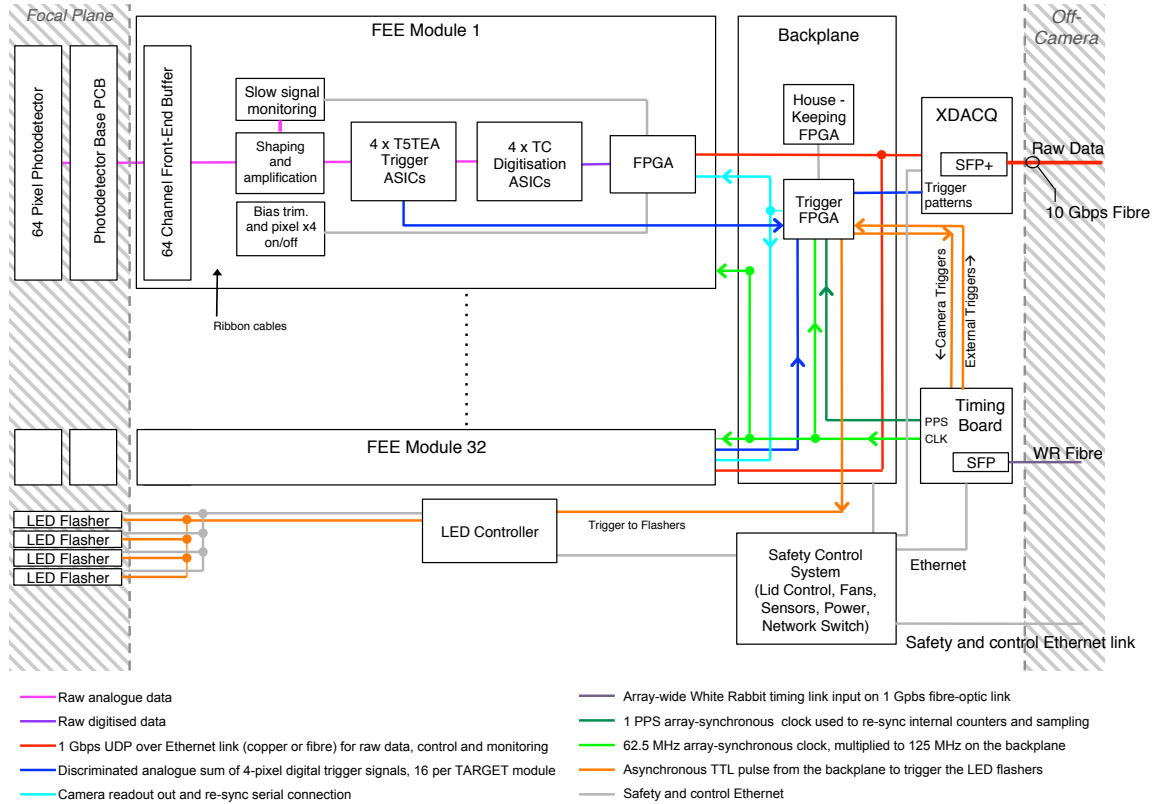 Focal Plane
FEE Module 1
Backplane
Off-
Camera
64 Pixel Photodetector
Photodetector Base PCB
64 Channel Front-End Buffer
Slow signal
monitoring
Shaping
and
amplification
Bias trim.
and pixel x4
on/off
4 x T5TEA
Trigger
ASICs
4 x TC
Digitisation
ASICs
FPGA
House -
Keeping
FPGA
Trigger
FPGA
XDACQ
SFP+
Trigger
patterns
Raw Data
10 Gbps Fibre
Ribbon cables
←Camera Triggers
External Triggers→
Timing
Board
PPS
CLK
SFP
WR Fibre
FEE Module 32
LED Flasher
LED Flasher
LED Flasher
LED Flasher
LED Controller
Trigger to Flashers
Safety Control
System
(Lid Control, Fans,
Sensors, Power,
Network Switch)
Ethernet
Safety and control Ethernet link
Raw analogue data
Raw digitised data
1 Gbps UDP over Ethernet link (copper or fibre) for raw data, control and monitoring
Discriminated analogue sum of 4-pixel digital trigger signals, 16 per TARGET module
Camera readout out and re-sync serial connection
Array-wide White Rabbit timing link input on 1 Gpbs fibre-optic link
1 PPS array-synchronous clock used to re-sync internal counters and sampling
62.5 MHz array-synchronous clock, multiplied to 125 MHz on the backplane
Asynchronous TTL pulse from the backplane to trigger the LED flashers
Safety and control Ethernet